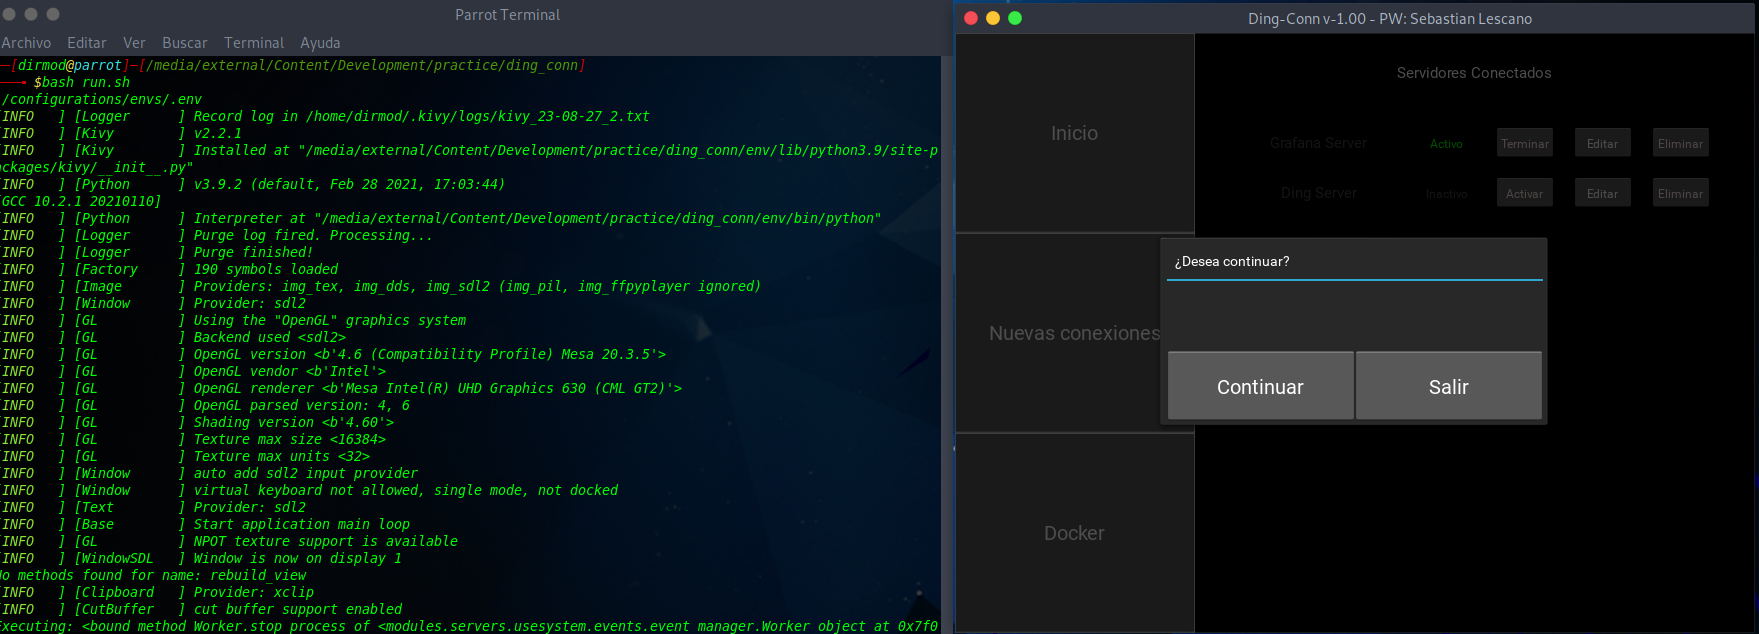 Parrot Terminal
Archivo Editar Ver Buscar Terminal Ayuda
─[dirmod@parrot]─[/media/external/Content/Development/practice/ding_conn]
$bash run.sh
/configurations/envs/.env
[INFO   ] [Logger      ] Record log in /home/dirmod/.kivy/logs/kivy_23-08-27_2.txt
[INFO   ] [Kivy        ] v2.2.1
[INFO   ] [Kivy        ] Installed at "/media/external/Content/Development/practice/ding_conn/env/lib/python3.9/site-p
ackages/kivy/__init__.py"
[INFO   ] [Python      ] v3.9.2 (default, Feb 28 2021, 17:03:44)
[GCC 10.2.1 20210110]
[INFO   ] [Python      ] Interpreter at "/media/external/Content/Development/practice/ding_conn/env/bin/python"
[INFO   ] [Logger      ] Purge log fired. Processing...
[INFO   ] [Logger      ] Purge finished!
[INFO   ] [Factory     ] 190 symbols loaded
[INFO   ] [Image       ] Providers: img_tex, img_dds, img_sdl2 (img_pil, img_ffpyplayer ignored)
[INFO   ] [Window      ] Provider: sdl2
[INFO   ] [GL          ] Using the "OpenGL" graphics system
[INFO   ] [GL          ] Backend used <sdl2>
[INFO   ] [GL          ] OpenGL version <b'4.6 (Compatibility Profile) Mesa 20.3.5'>
[INFO   ] [GL          ] OpenGL vendor <b'Intel'>
[INFO   ] [GL          ] OpenGL renderer <b'Mesa Intel(R) UHD Graphics 630 (CML GT2)'>
[INFO   ] [GL          ] OpenGL parsed version: 4, 6
[INFO   ] [GL          ] Shading version <b'4.60'>
[INFO   ] [GL          ] Texture max size <16384>
[INFO   ] [GL          ] Texture max units <32>
[INFO   ] [Window      ] auto add sdl2 input provider
[INFO   ] [Window      ] virtual keyboard not allowed, single mode, not docked
[INFO   ] [Text        ] Provider: sdl2
[INFO   ] [Base        ] Start application main loop
[INFO   ] [GL          ] NPOT texture support is available
[INFO   ] [WindowSDL   ] Window is now on display 1
No methods found for name: rebuild_view
[INFO   ] [Clipboard   ] Provider: xclip
[INFO   ] [CutBuffer   ] cut buffer support enabled
Executing: <bound method Worker.stop_process of <modules.servers.usesystem.events.event_manager.Worker object at 0x7f0
Ding-Conn v-1.00 - PW: Sebastian Lescano
Inicio
Nuevas conexiones
Docker
Servidores Conectados
Grafana Server Activo Terminar Editar Eliminar
Ding Server Inactivo Activar Editar Eliminar
¿Desea continuar?
Continuar Salir